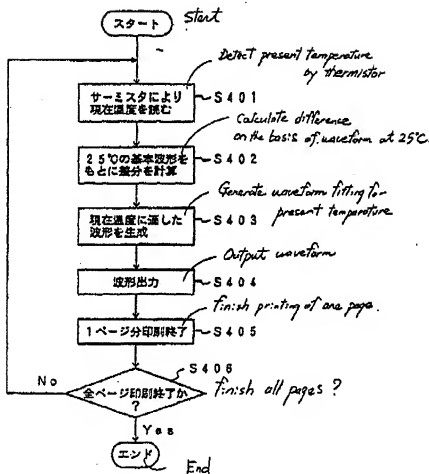 スタート
Start
Detect present temperature
by thermistor
サーミスタにより
現在温度を読む
S401
Calculate difference
on the basis of waveform at 25°C.
25℃の基本波形を
もとに差分を計算
S402
Generate waveform fitting for
present temperature
現在温度に適した
波形を生成
S403
Output waveform
波形出力
S404
Finish printing of one page.
1ページ分印刷終了
S405
S406
No
全ページ印刷終了か
?
Finish all pages?
Yes
エンド
End